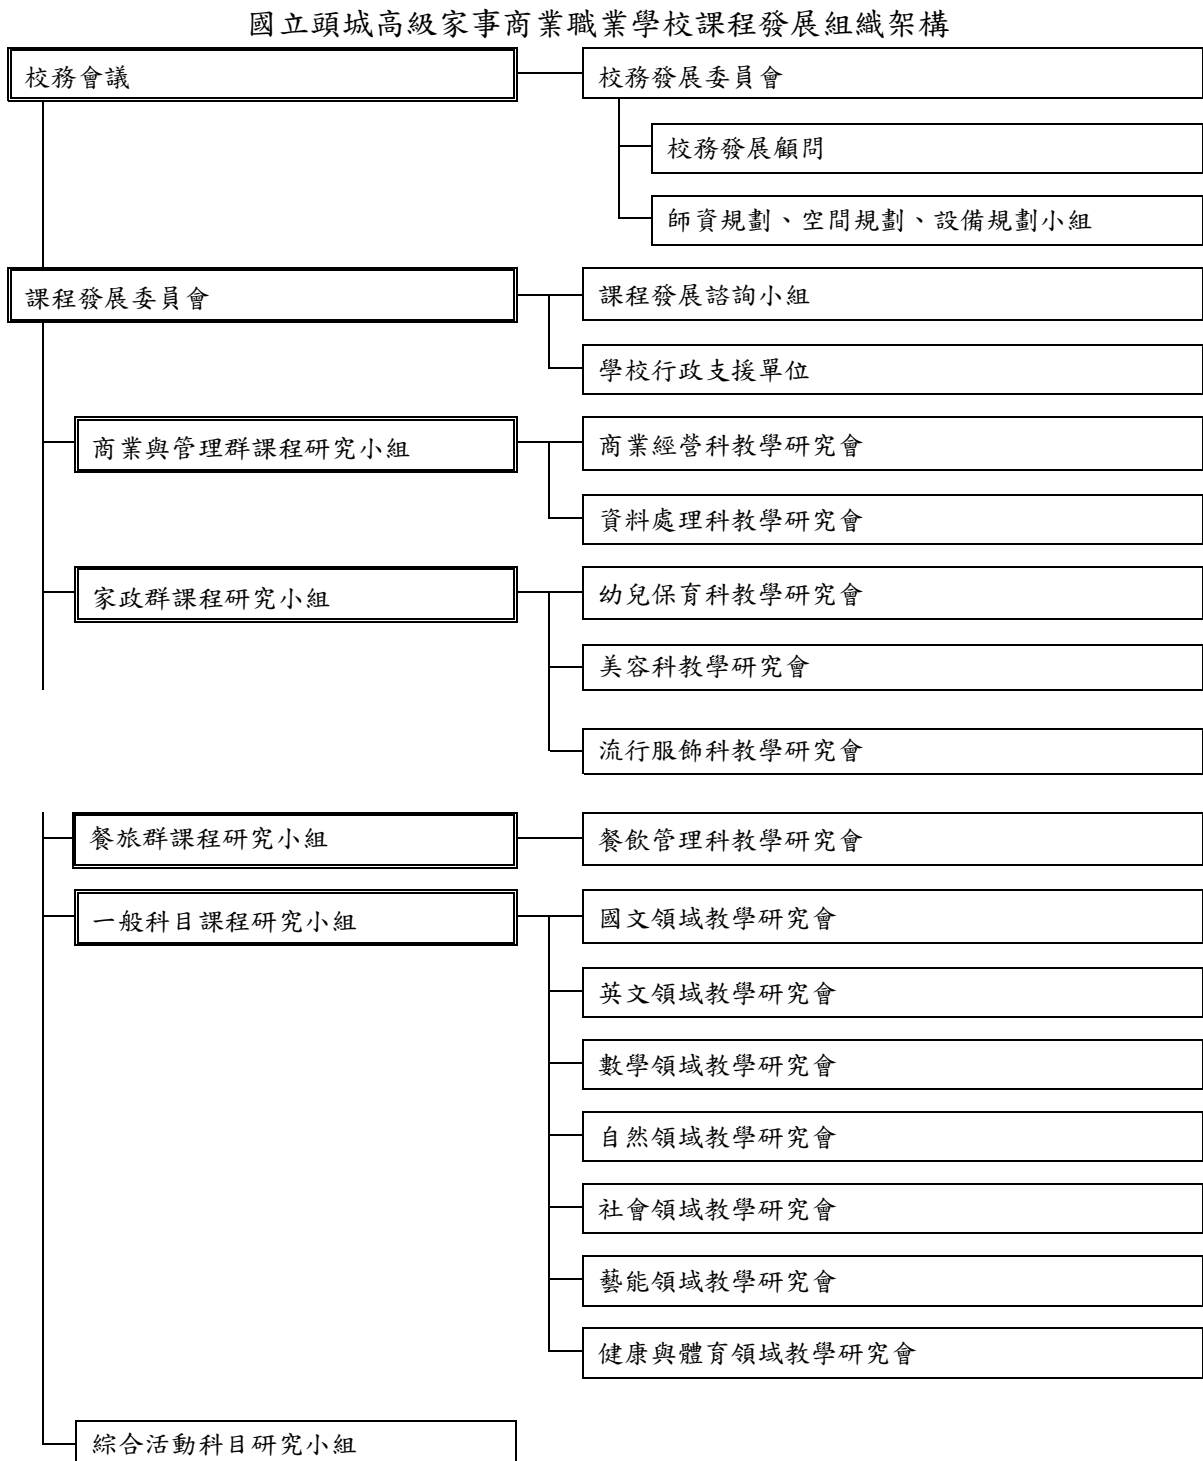 國立頭城高級家事商業職業學校課程發展組織架構
校務會議
校務發展委員會
校務發展顧問
師資規劃、空間規劃、設備規劃小組
課程發展委員會
課程發展諮詢小組
學校行政支援單位
商業與管理群課程研究小組
商業經營科教學研究會
資料處理科教學研究會
家政群課程研究小組
幼兒保育科教學研究會
美容科教學研究會
流行服飾科教學研究會
餐旅群課程研究小組
餐飲管理科教學研究會
一般科目課程研究小組
國文領域教學研究會
英文領域教學研究會
數學領域教學研究會
自然領域教學研究會
社會領域教學研究會
藝能領域教學研究會
健康與體育領域教學研究會
綜合活動科目研究小組